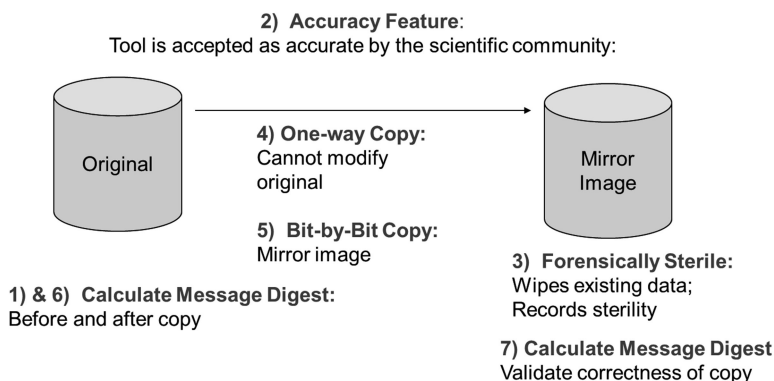 2) Accuracy Feature:
Tool is accepted as accurate by the scientific community:
Original
4) One-way Copy:
Cannot modify
original
Mirror
Image
5) Bit-by-Bit Copy:
Mirror image
3) Forensically Sterile:
Wipes existing data;
Records sterility
1) & 6) Calculate Message Digest:
Before and after copy
7) Calculate Message Digest
Validate correctness of copy